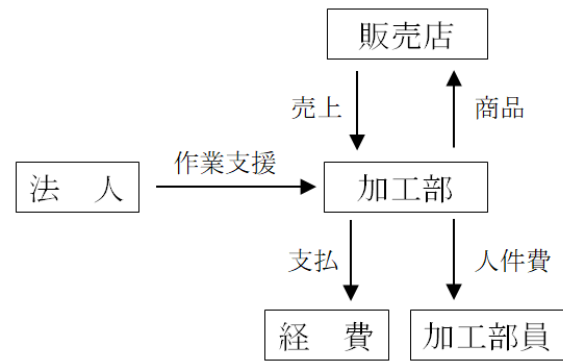 販売店
売上
商品
作業支援
法　人
加工部
支払
人件費
経　費
加工部員